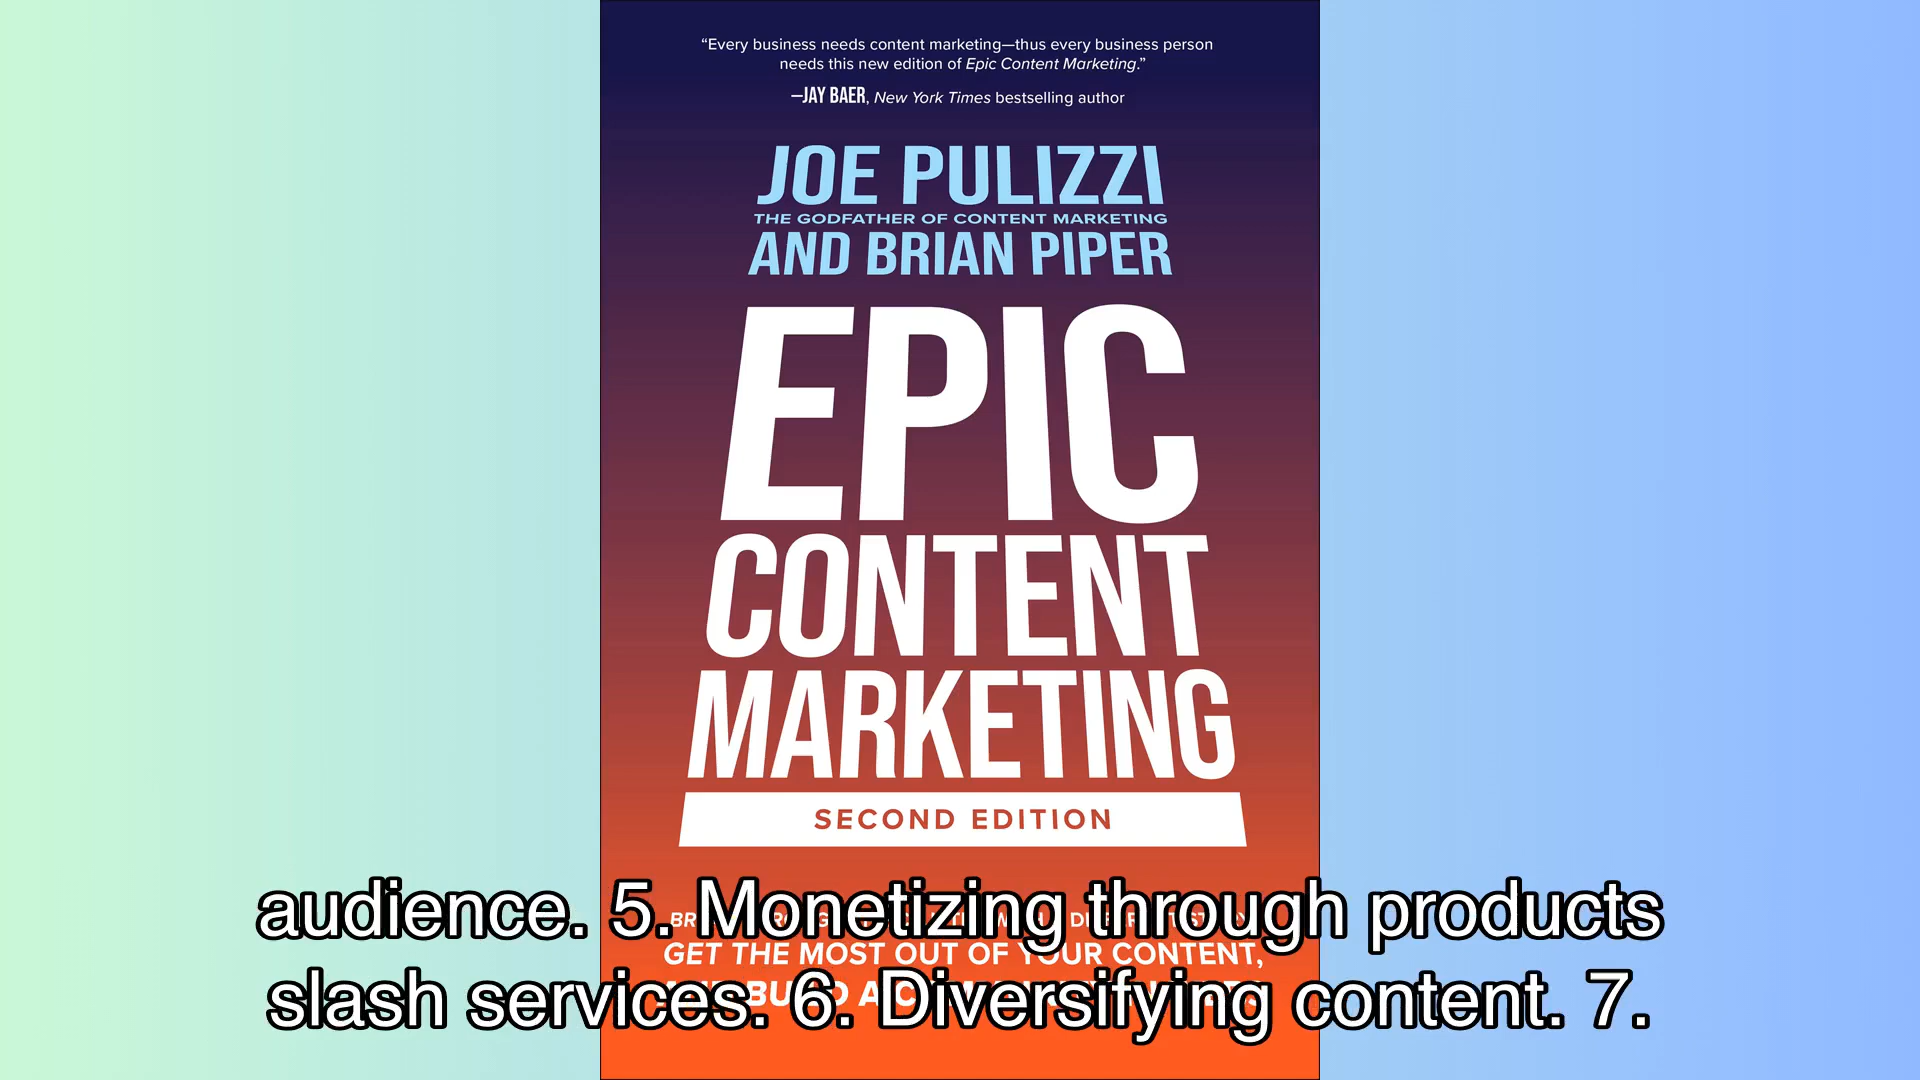 “Every business needs content marketing—thus every business person
needs this new edition of Epic Content Marketing.”
—JAY BAER, New York Times bestselling author
JOE PULIZZI
THE GODFATHER OF CONTENT MARKETING
AND BRIAN PIPER
EPIC
CONTENT
MARKETING
SECOND EDITION
audience. 5. Monetizing through products
GET THE MOST OUT OF YOUR CONTENT,
slash services. 6. Diversifying content. 7.